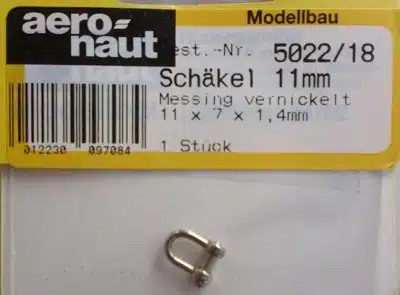 aero-
naut
Modellbau
est.-Nr. 5022/18
Schäkel 11mm
Messing vernickelt
11 x 7 x 1,4mm
1 Stück
012230 097084